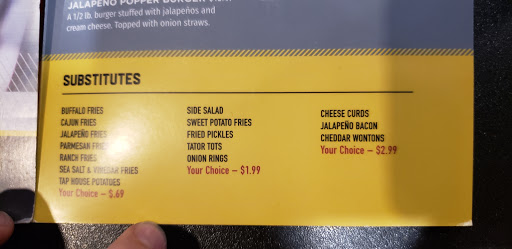 JALAPEÑO POPPER BURGER
A 1/2 lb. burger stuffed with jalapeños and
cream cheese. Topped with onion straws.
SUBSTITUTES
BUFFALO FRIES
CAJUN FRIES
JALAPEÑO FRIES
PARMESAN FRIES
RANCH FRIES
SEA SALT & VINEGAR FRIES
TAP HOUSE POTATOES
Your Choice – $.69
SIDE SALAD
SWEET POTATO FRIES
FRIED PICKLES
TATOR TOTS
ONION RINGS
Your Choice – $1.99
CHEESE CURDS
JALAPEÑO BACON
CHEDDAR WONTONS
Your Choice – $2.99